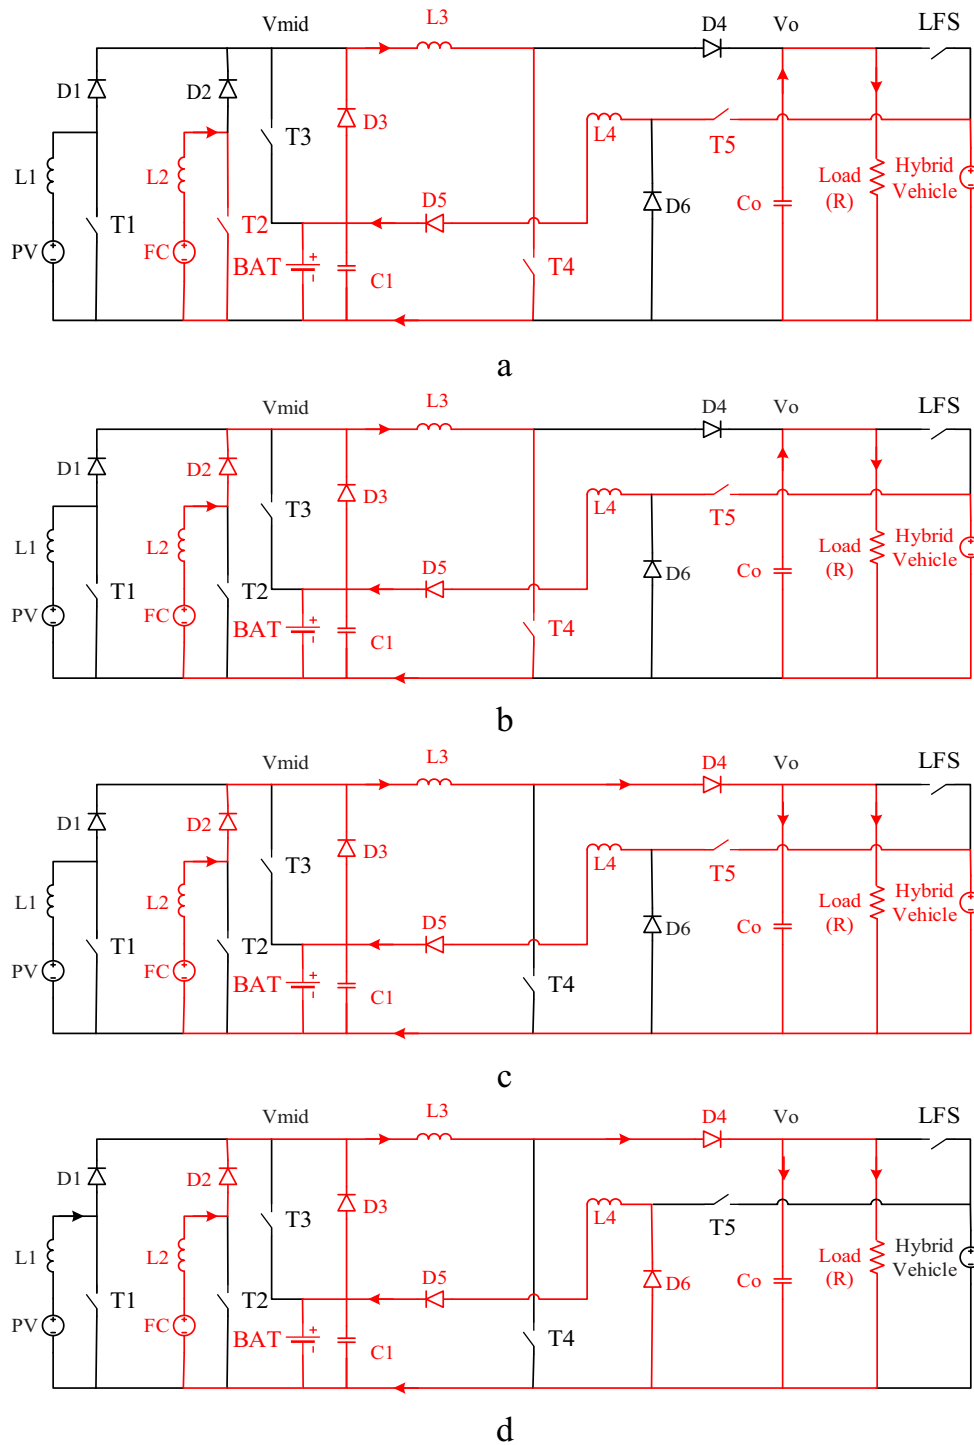 Vmid L3 D4 Vo LFS
D1 D2 T3 D3 L4 T5
L1 L2 Load Hybrid
(R) Vehicle
D5 D6 Co
T1 T2
PV FC BAT + - C1 T4
a
Vmid L3 D4 Vo LFS
D1 D2 T3 D3 L4 T5
L1 L2 Load Hybrid
(R) Vehicle
D5 D6 Co
T1 T2
PV FC BAT + - C1 T4
b
Vmid L3 D4 Vo LFS
D1 D2 T3 D3 L4 T5
L1 L2 Load Hybrid
(R) Vehicle
D5 D6 Co
T1 T2
PV FC BAT + - C1 T4
c
Vmid L3 D4 Vo LFS
D1 D2 T3 D3 L4 T5
L1 L2 Load Hybrid
(R) Vehicle
D5 D6 Co
T1 T2
PV FC BAT + - C1 T4
d